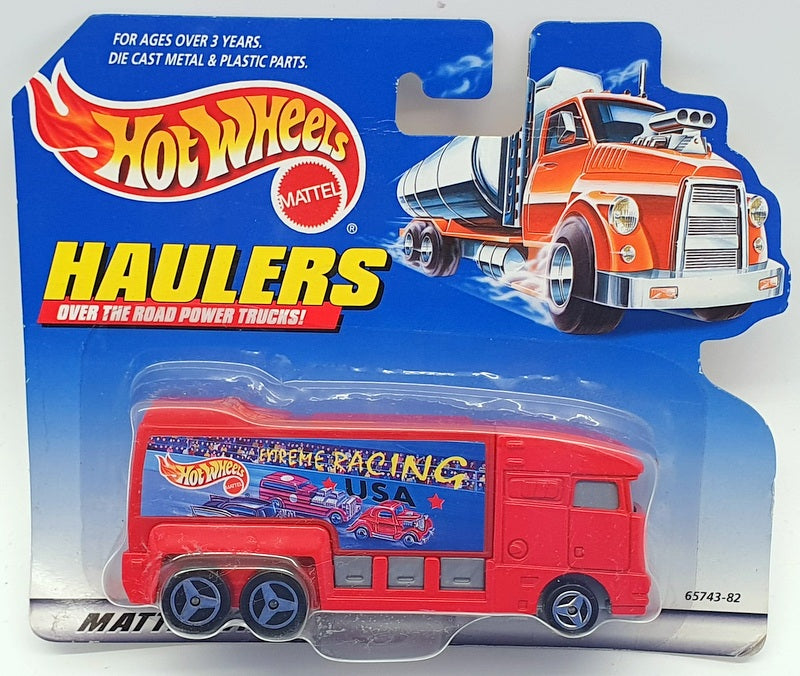 FOR AGES OVER 3 YEARS.
DIE CAST METAL & PLASTIC PARTS.
HOT WHEELS
MATTEL
®
HAULERS
OVER THE ROAD POWER TRUCKS!
HOT WHEELS
MATTEL
EXTREME RACING
USA
65743-82